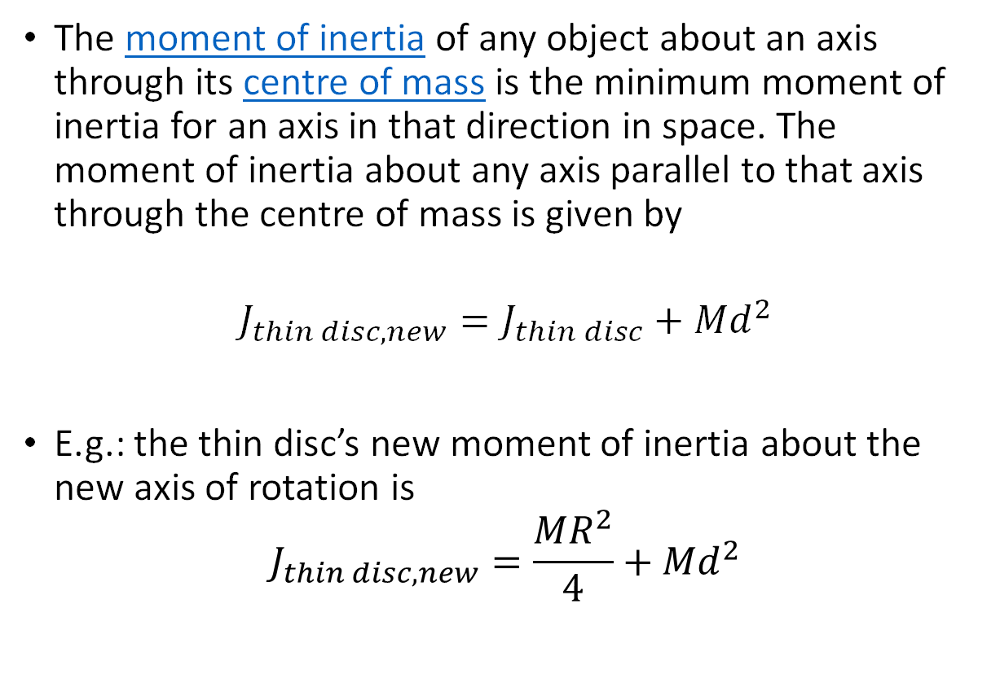 • The moment of inertia of any object about an axis
through its centre of mass is the minimum moment of
inertia for an axis in that direction in space. The
moment of inertia about any axis parallel to that axis
through the centre of mass is given by
J_{thin disc,new} = J_{thin disc} + Md^2
• E.g.: the thin disc’s new moment of inertia about the
new axis of rotation is
J_{thin disc,new} = \frac{MR^2}{4} + Md^2